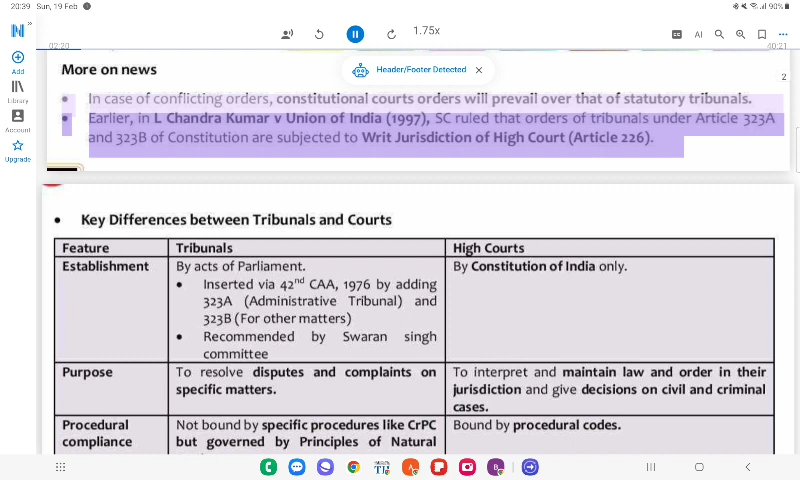 20:39 Sun, 19 Feb
90%
N
»
1.75x
CC
AI
02:20
40:21
Add
Library
Account
Upgrade
More on news
Header/Footer Detected
2
• In case of conflicting orders, constitutional courts orders will prevail over that of statutory tribunals.
• Earlier, in L Chandra Kumar v Union of India (1997), SC ruled that orders of tribunals under Article 323A
and 323B of Constitution are subjected to Writ Jurisdiction of High Court (Article 226).
• Key Differences between Tribunals and Courts
Feature Tribunals High Courts
Establishment By acts of Parliament. By Constitution of India only.
• Inserted via 42nd CAA, 1976 by adding
323A (Administrative Tribunal) and
323B (For other matters)
• Recommended by Swaran singh
committee
Purpose To resolve disputes and complaints on To interpret and maintain law and order in their
specific matters. jurisdiction and give decisions on civil and criminal
cases.
Procedural Not bound by specific procedures like CrPC Bound by procedural codes.
compliance but governed by Principles of Natural